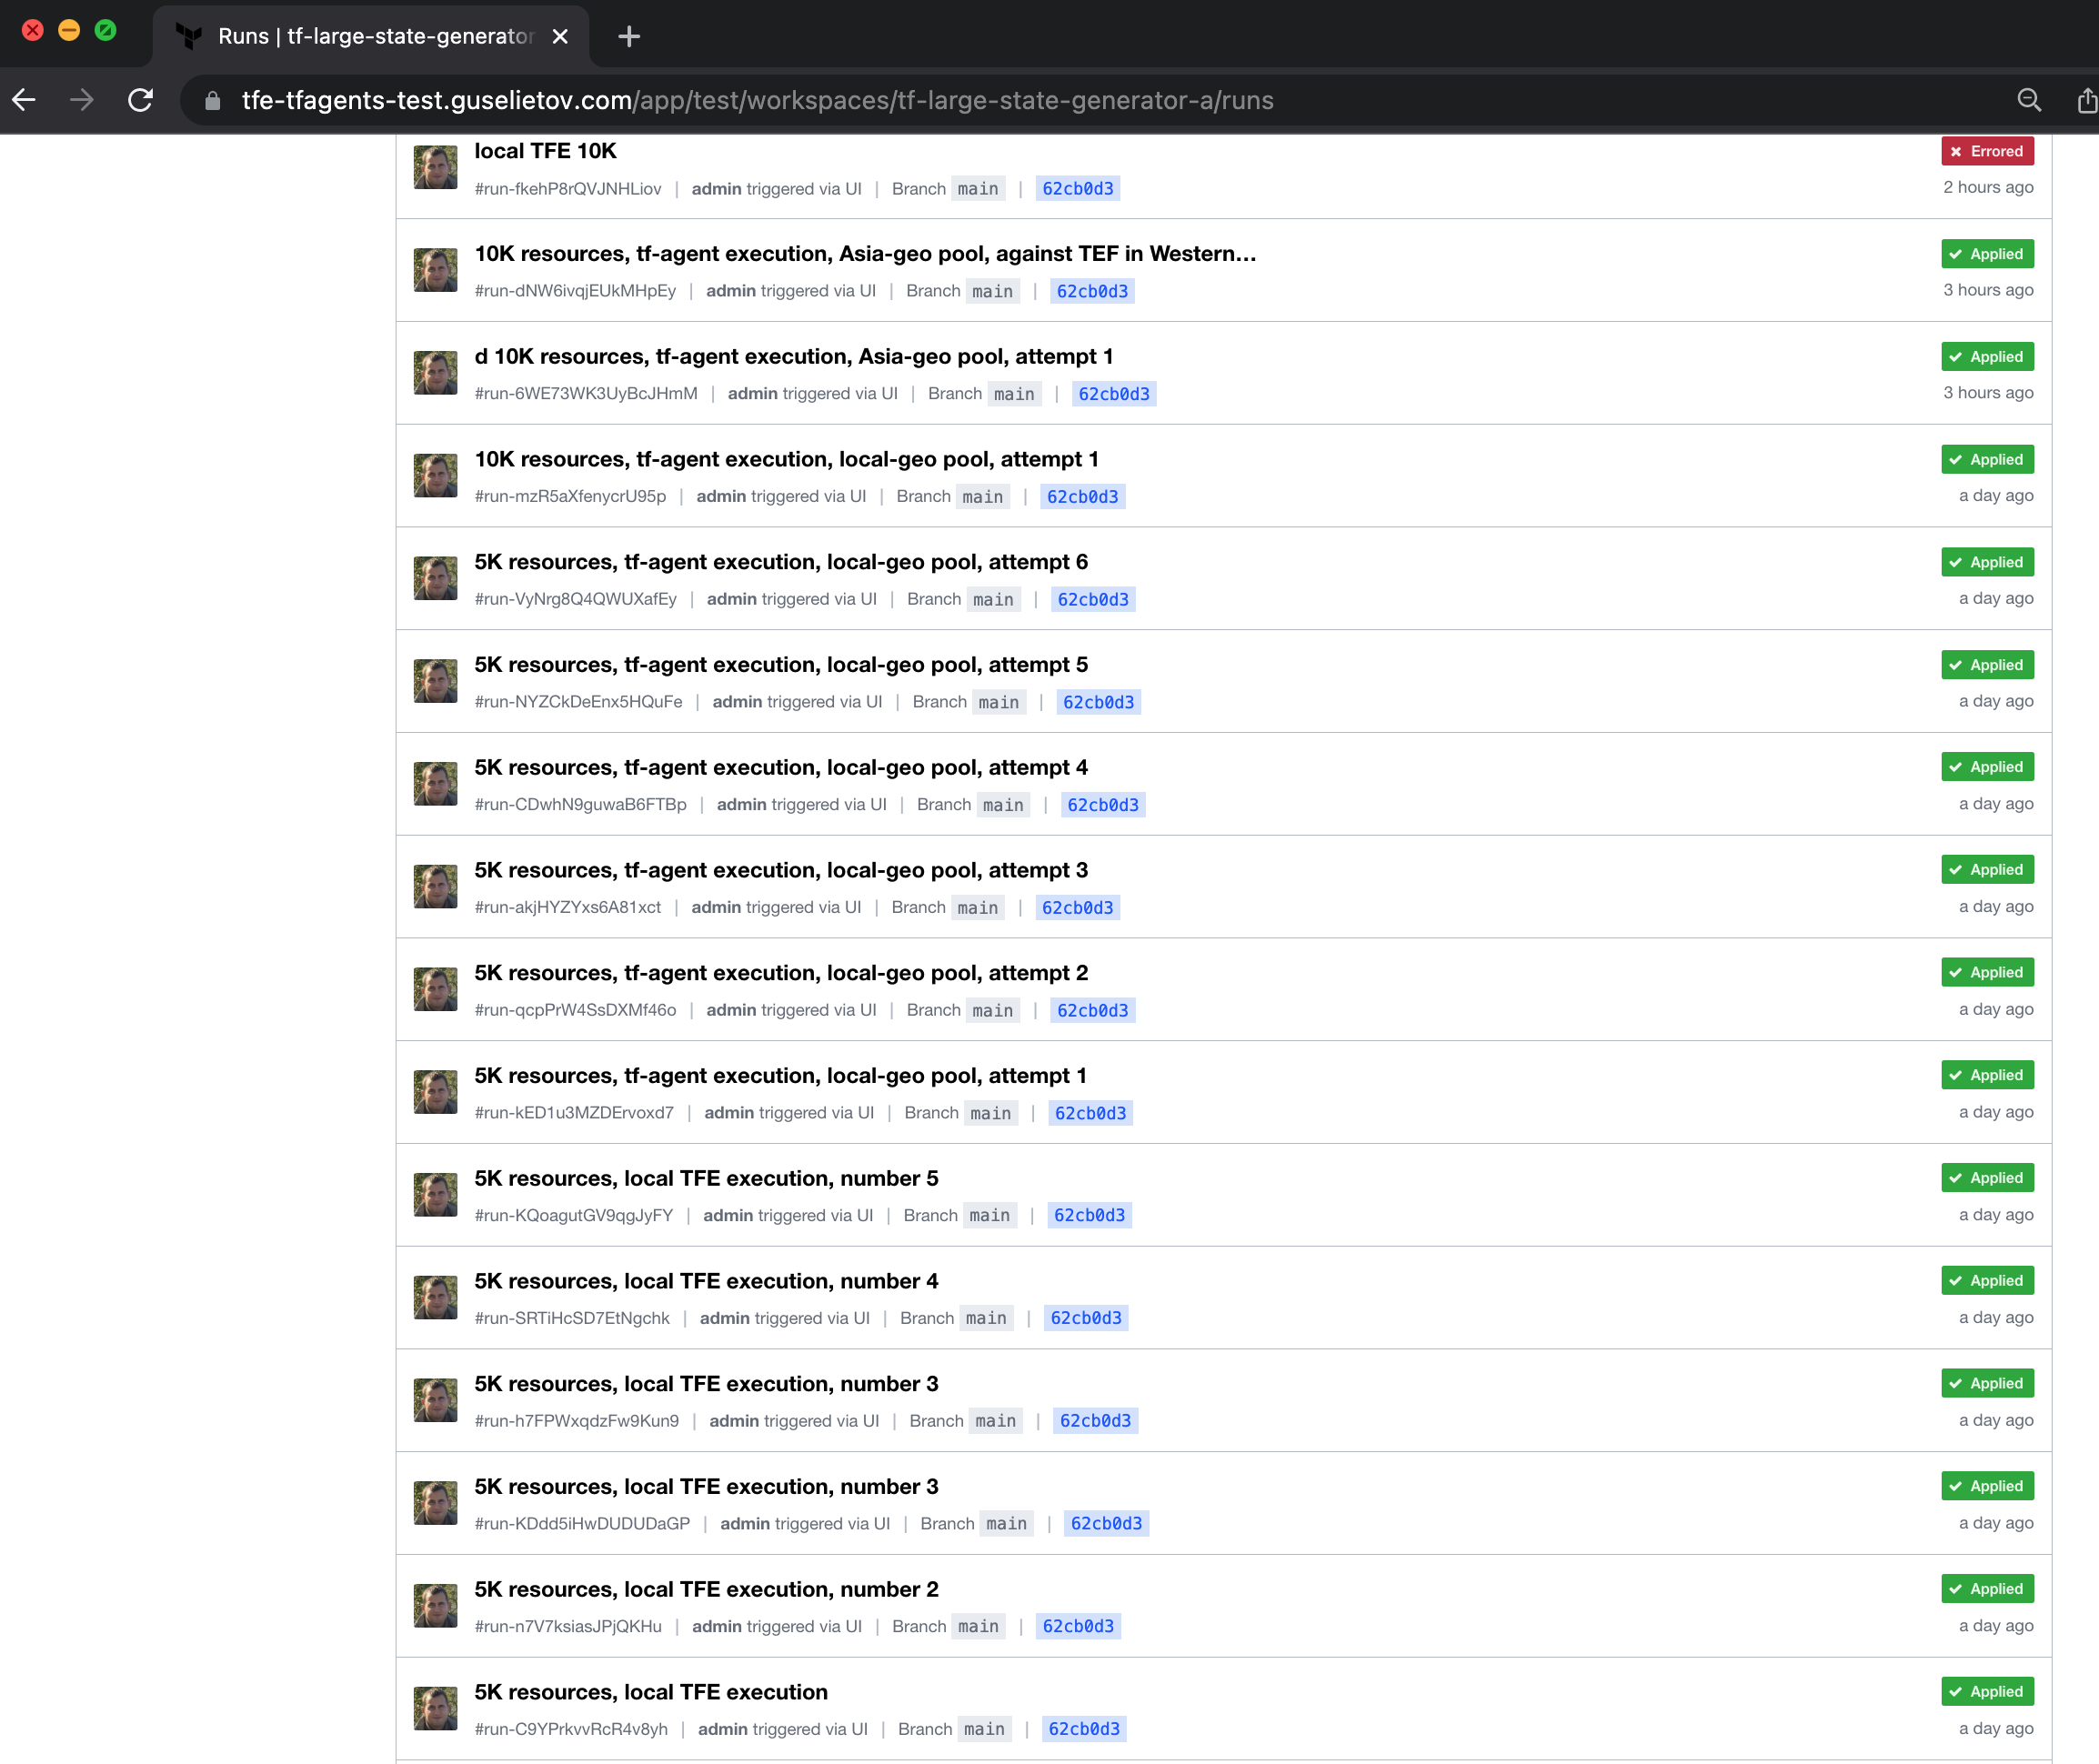 Runs | tf-large-state-generator
tfe-tfagents-test.guselietov.com/app/test/workspaces/tf-large-state-generator-a/runs
local TFE 10K
Errored
#run-fkehP8rQVJNHLiov | admin triggered via UI | Branch main | 62cb0d3
2 hours ago
10K resources, tf-agent execution, Asia-geo pool, against TEF in Western...
Applied
#run-dNW6ivqjEUkMHpEy | admin triggered via UI | Branch main | 62cb0d3
3 hours ago
d 10K resources, tf-agent execution, Asia-geo pool, attempt 1
Applied
#run-6WE73WK3UyBcJHmM | admin triggered via UI | Branch main | 62cb0d3
3 hours ago
10K resources, tf-agent execution, local-geo pool, attempt 1
Applied
#run-mzR5aXfenycrU95p | admin triggered via UI | Branch main | 62cb0d3
a day ago
5K resources, tf-agent execution, local-geo pool, attempt 6
Applied
#run-VyNrg8Q4QWUXafEy | admin triggered via UI | Branch main | 62cb0d3
a day ago
5K resources, tf-agent execution, local-geo pool, attempt 5
Applied
#run-NYZCkDeEnx5HQuFe | admin triggered via UI | Branch main | 62cb0d3
a day ago
5K resources, tf-agent execution, local-geo pool, attempt 4
Applied
#run-CDwhN9guwaB6FTBp | admin triggered via UI | Branch main | 62cb0d3
a day ago
5K resources, tf-agent execution, local-geo pool, attempt 3
Applied
#run-akjHYZYxs6A81xct | admin triggered via UI | Branch main | 62cb0d3
a day ago
5K resources, tf-agent execution, local-geo pool, attempt 2
Applied
#run-qcpPrW4SsDXMf46o | admin triggered via UI | Branch main | 62cb0d3
a day ago
5K resources, tf-agent execution, local-geo pool, attempt 1
Applied
#run-kED1u3MZDErvoxd7 | admin triggered via UI | Branch main | 62cb0d3
a day ago
5K resources, local TFE execution, number 5
Applied
#run-KQoagutGV9qgJyFY | admin triggered via UI | Branch main | 62cb0d3
a day ago
5K resources, local TFE execution, number 4
Applied
#run-SRTiHcSD7EtNgchk | admin triggered via UI | Branch main | 62cb0d3
a day ago
5K resources, local TFE execution, number 3
Applied
#run-h7FPWxqdzFw9Kun9 | admin triggered via UI | Branch main | 62cb0d3
a day ago
5K resources, local TFE execution, number 3
Applied
#run-KDdd5iHwDUDUDaGP | admin triggered via UI | Branch main | 62cb0d3
a day ago
5K resources, local TFE execution, number 2
Applied
#run-n7V7ksiasJPjQKHu | admin triggered via UI | Branch main | 62cb0d3
a day ago
5K resources, local TFE execution
Applied
#run-C9YPrkvvRcR4v8yh | admin triggered via UI | Branch main | 62cb0d3
a day ago